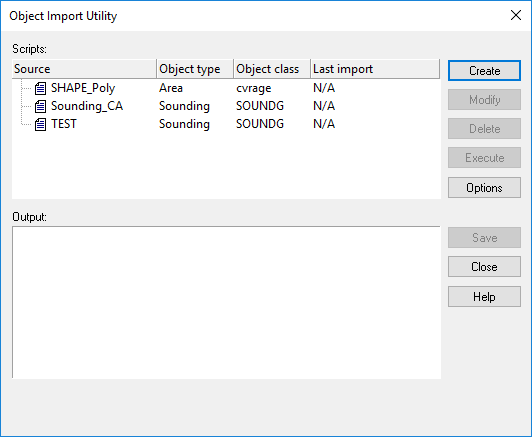 Object Import Utility
Scripts:
Source Object type Object class Last import
SHAPE_Poly Area cvrage N/A
Sounding_CA Sounding SOUNDG N/A
TEST Sounding SOUNDG N/A
Create
Modify
Delete
Execute
Options
Output:
Save
Close
Help